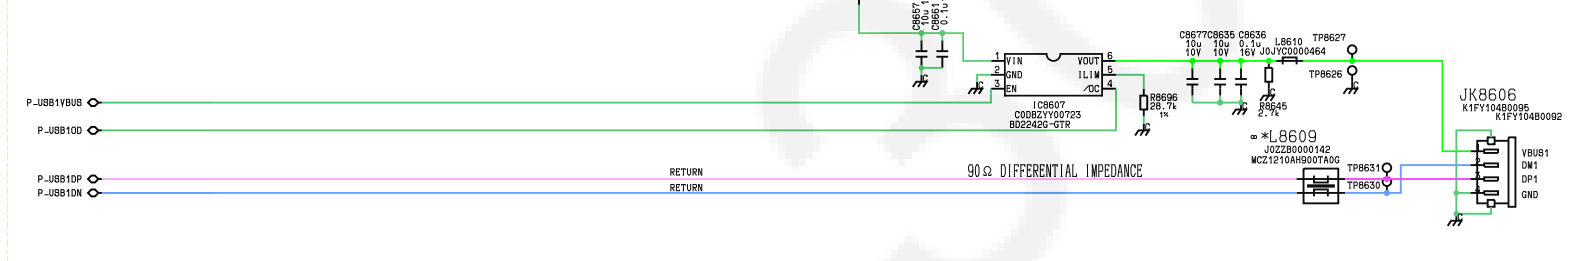 C8657
10u 1
C8661
0.1u
1 VIN
2 GND
3 EN
VOUT 6
ILIM 5
/OC 4
IC8607
C0DBZYY00723
BD2242G-GTR
R8696
28.7k
1%
C8677
10u
10V
C8635
10u
10V
C8636
0.1u
16V
L8610
J0JYC0000464
R8645
2.7k
TP8627
TP8626
P-USB1VBUS
P-USB1OD
P-USB1DP
P-USB1DN
RETURN
RETURN
90Ω DIFFERENTIAL IMPEDANCE
*L8609
J0ZZB0000142
MCZ1210AH900TA0G
TP8631
TP8630
JK8606
K1FY104B0095
K1FY104B0092
VBUS1
DM1
DP1
GND